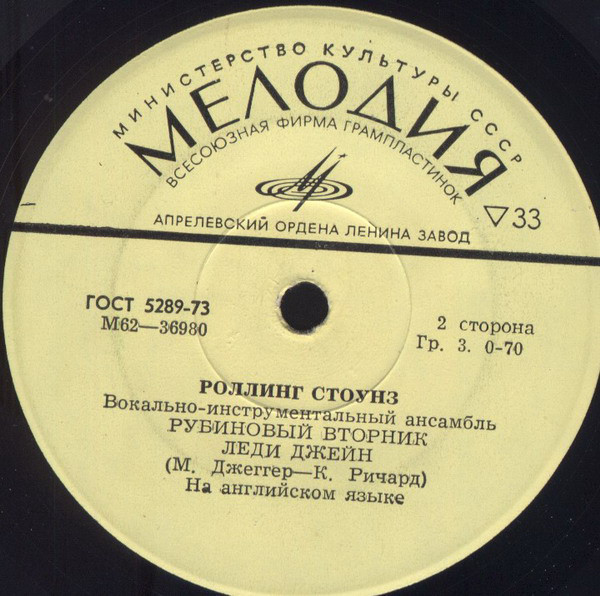 МИНИСТЕРСТВО КУЛЬТУРЫ СССР
МЕЛОДИЯ
ВСЕСОЮЗНАЯ ФИРМА ГРАМПЛАСТИНОК
33
АПРЕЛЕВСКИЙ ОРДЕНА ЛЕНИНА ЗАВОД
ГОСТ 5289-73
М62—36980
2 сторона
Гр. 3. 0-70
РОЛЛИНГ СТОУНЗ
Вокально-инструментальный ансамбль
РУБИНОВЫЙ ВТОРНИК
ЛЕДИ ДЖЕЙН
(М. Джеггер—К. Ричард)
На английском языке